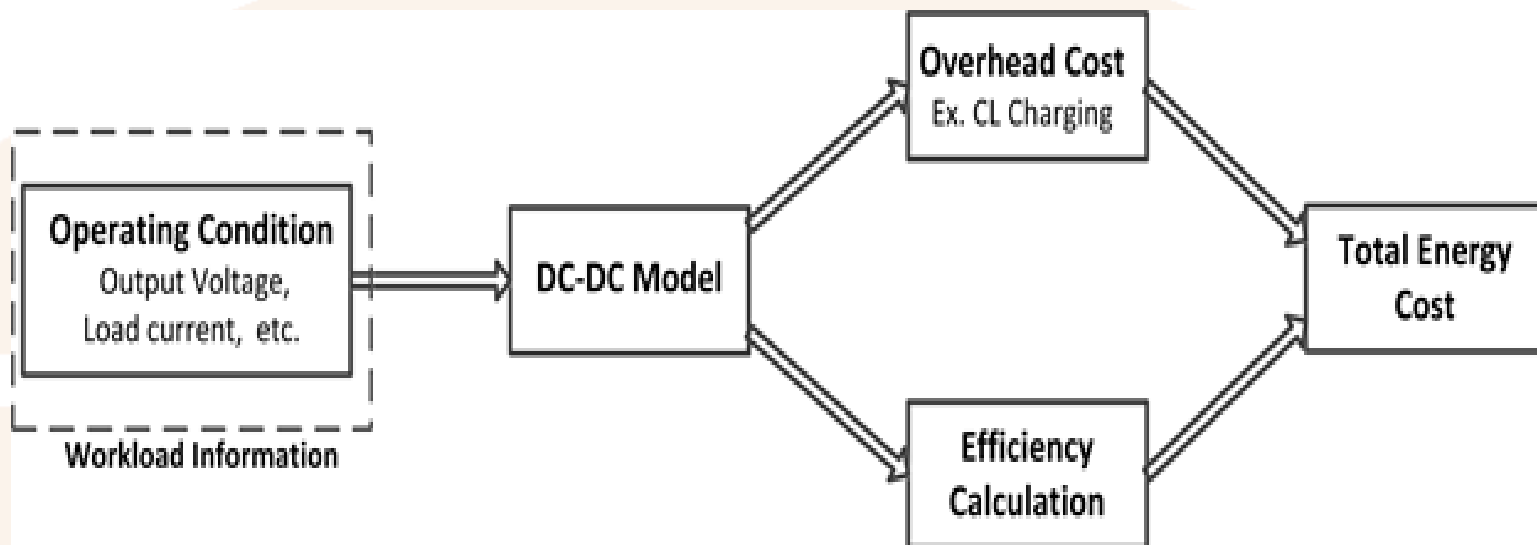 Operating Condition
Output Voltage,
Load current, etc.
Workload Information
DC-DC Model
Overhead Cost
Ex. CL Charging
Efficiency
Calculation
Total Energy
Cost